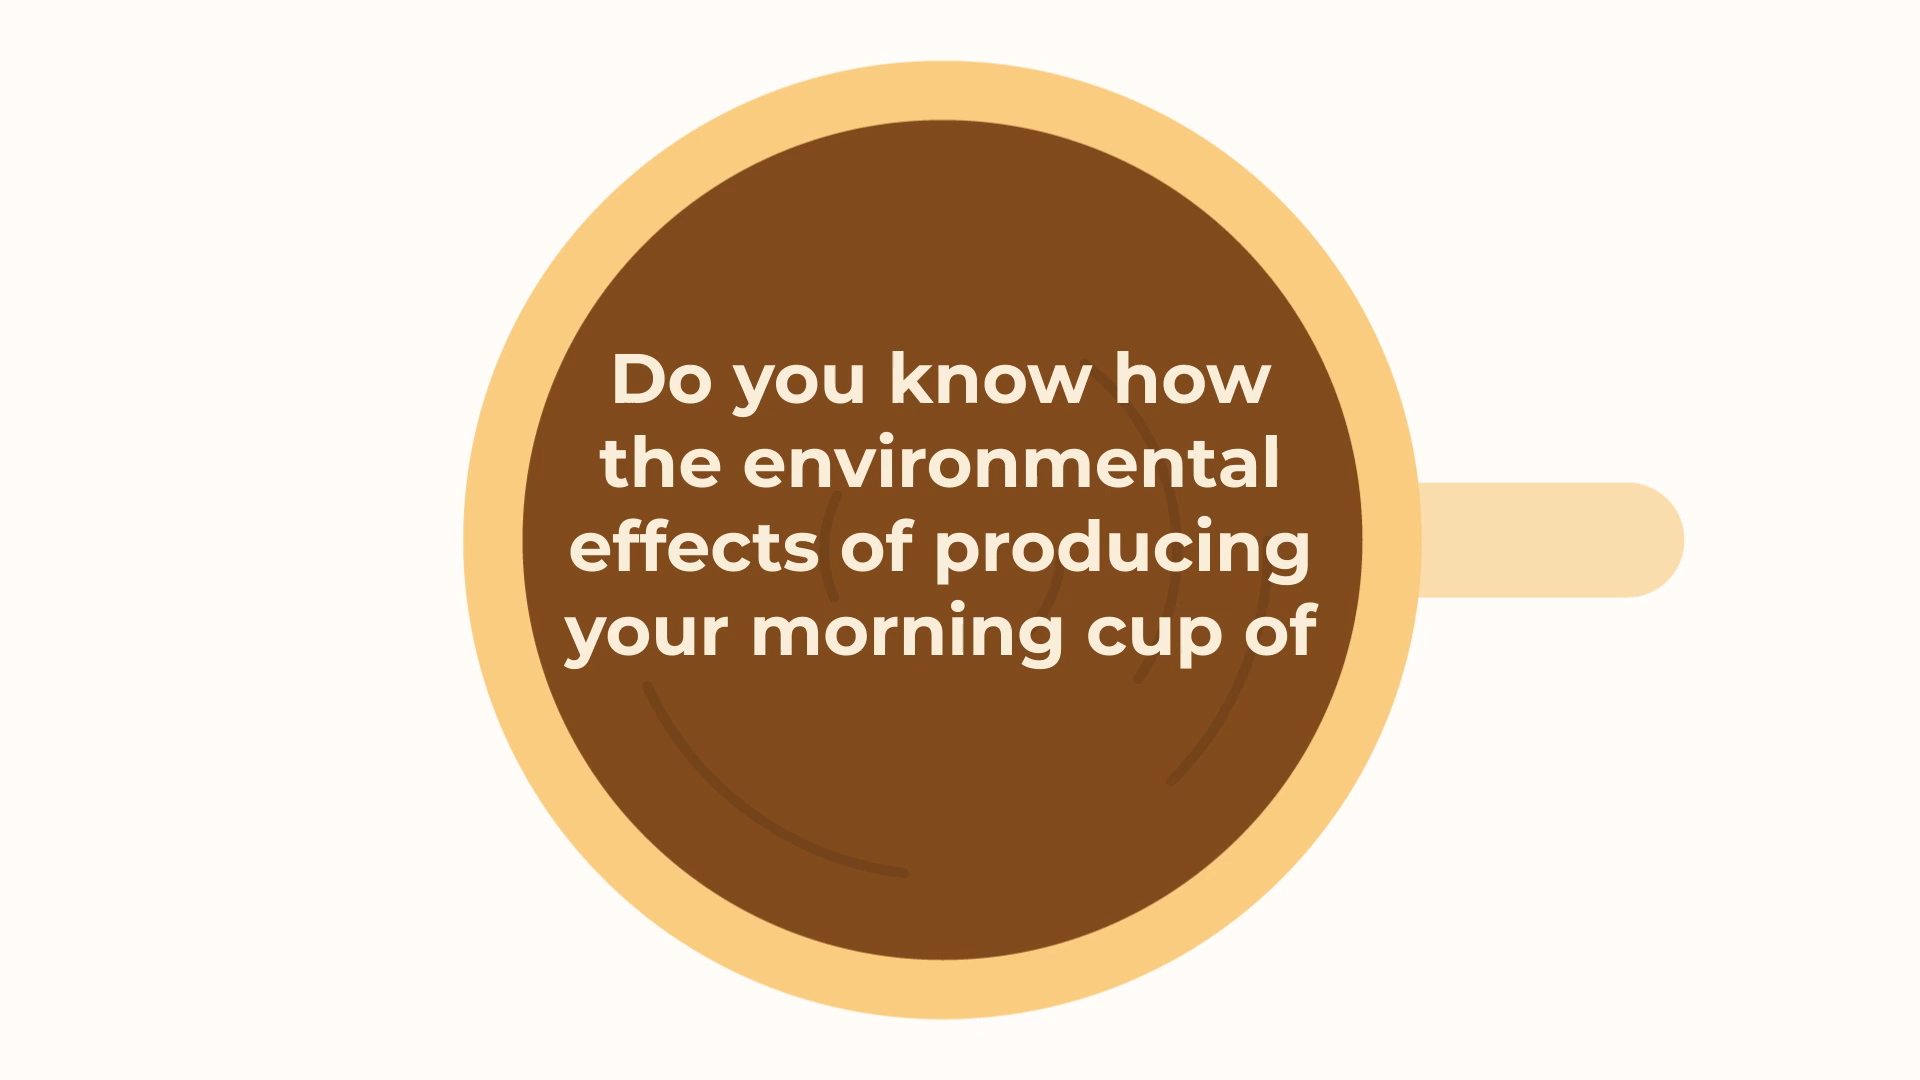 Do you know how
the environmental
effects of producing
your morning cup of